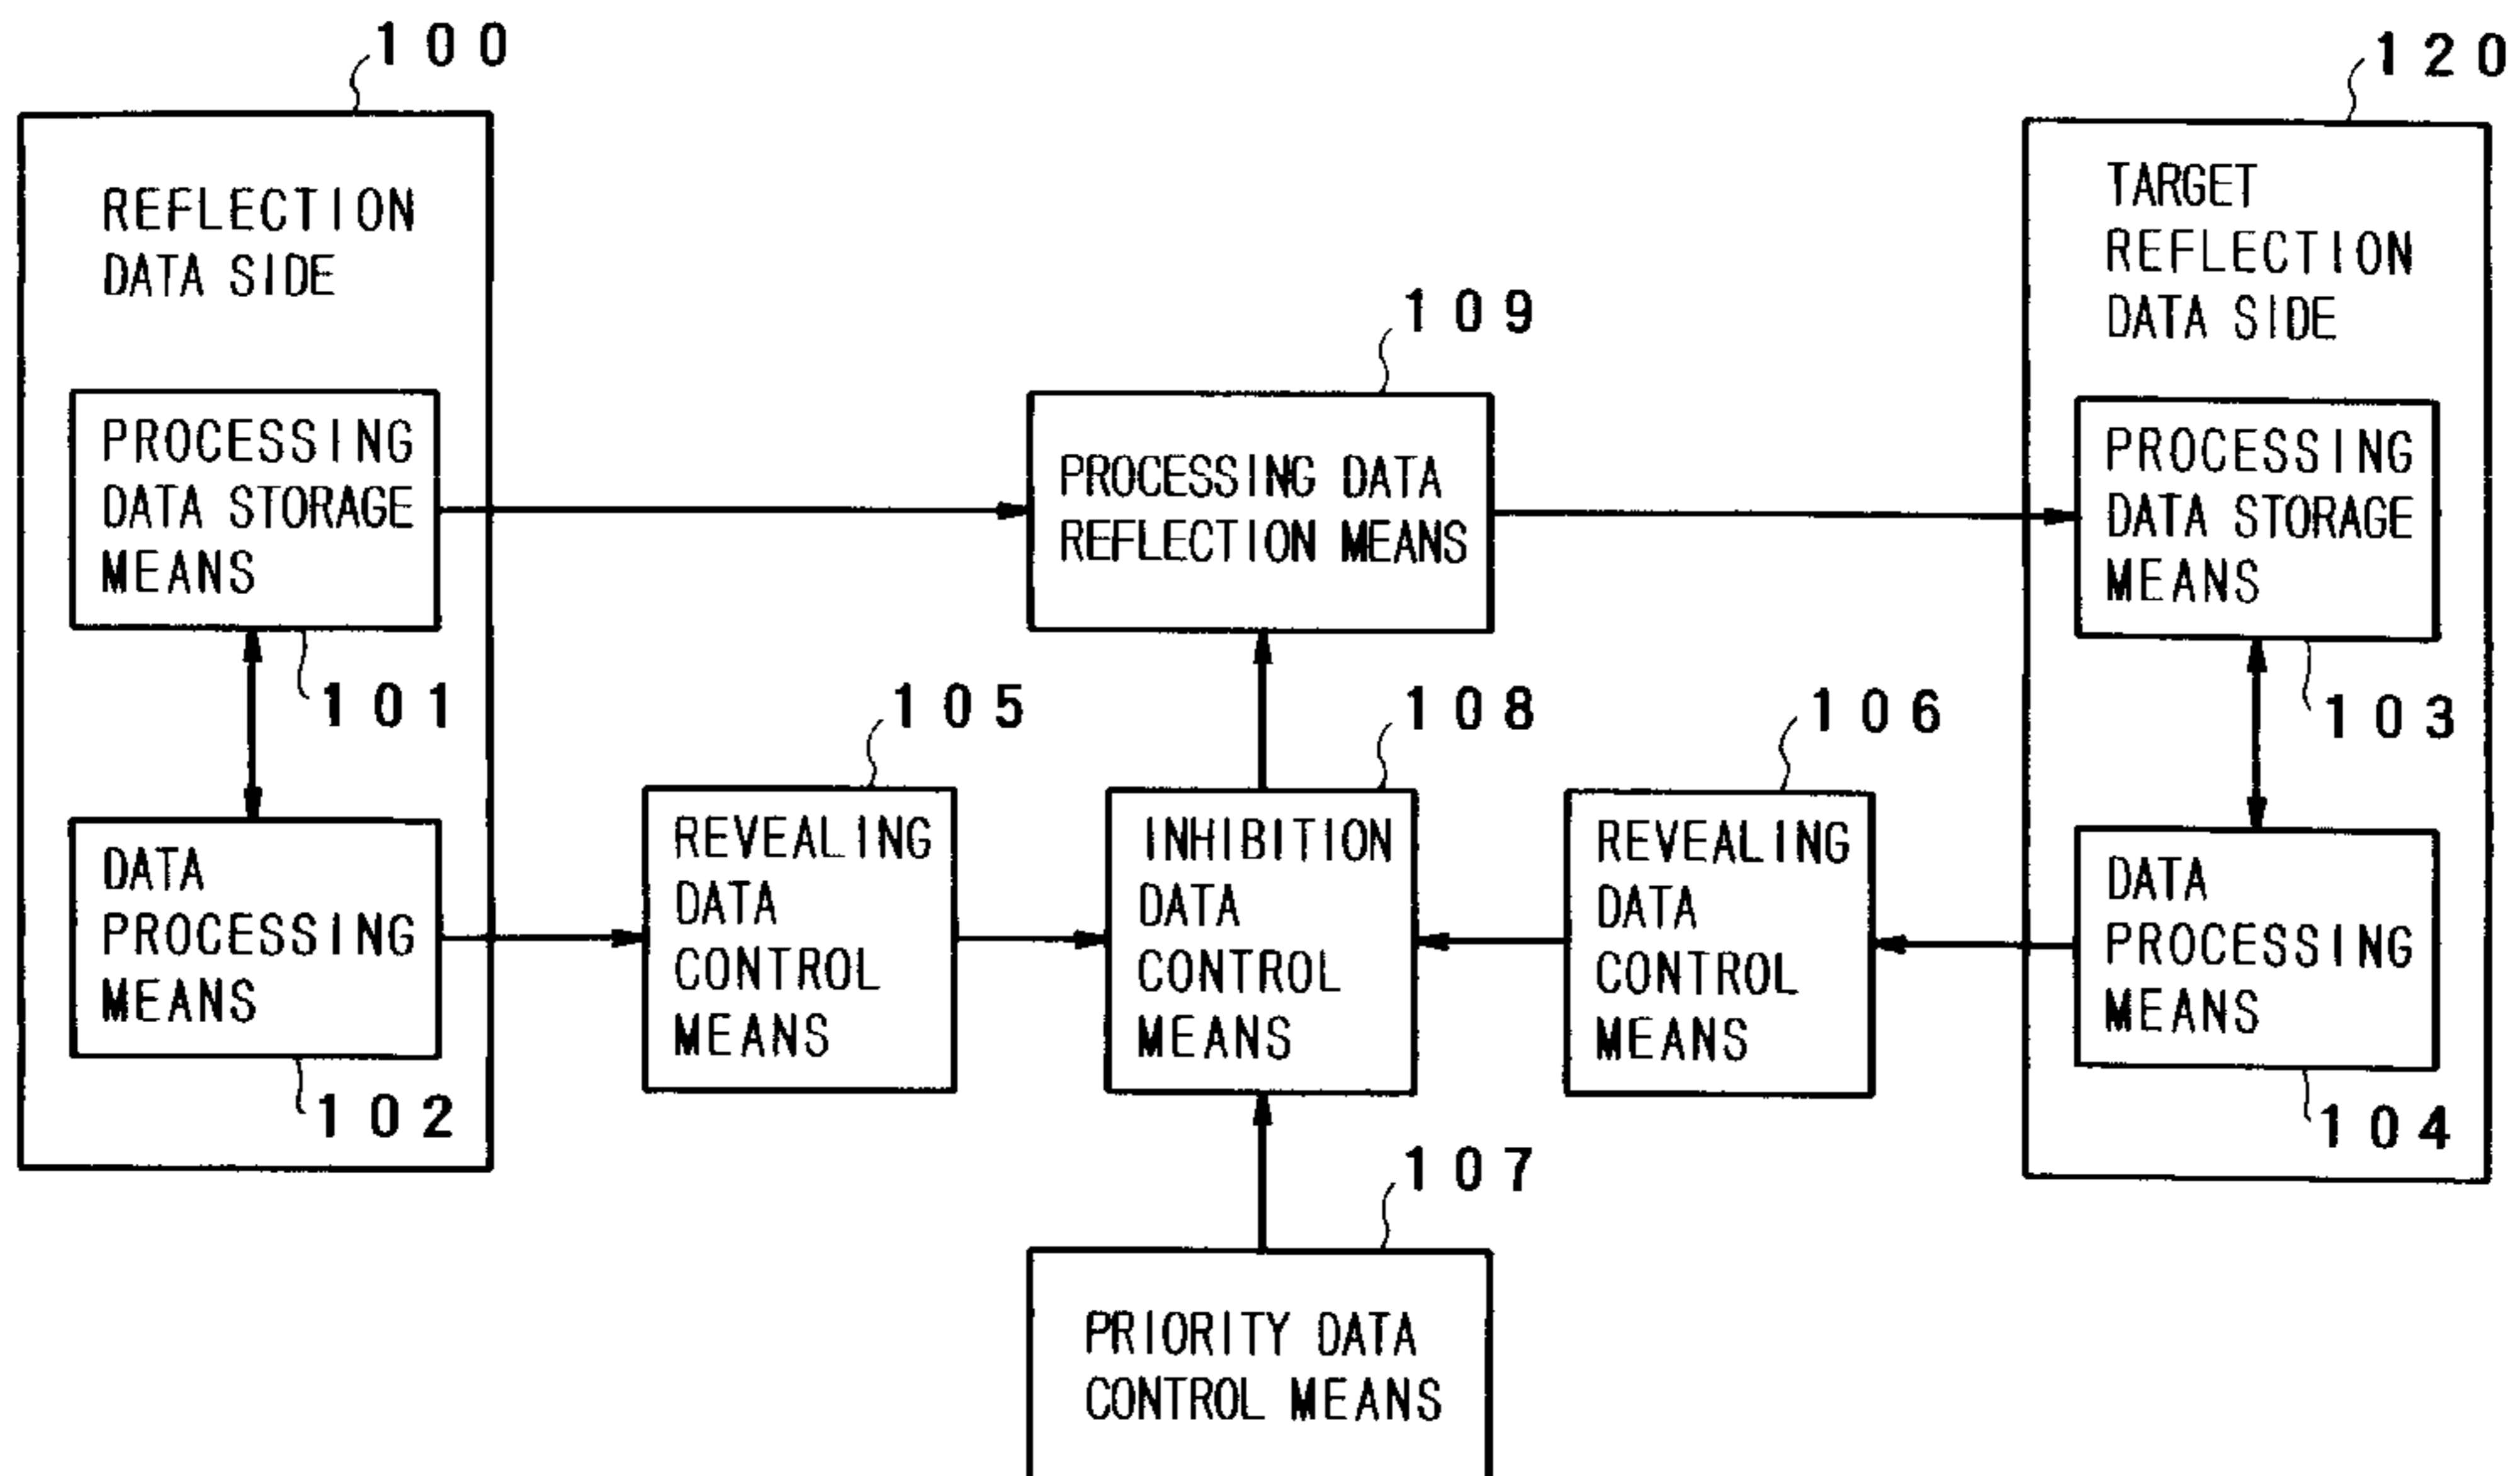 100
REFLECTION
DATA SIDE
PROCESSING
DATA STORAGE
MEANS
101
DATA
PROCESSING
MEANS
102
105
REVEALING
DATA
CONTROL
MEANS
109
PROCESSING DATA
REFLECTION MEANS
108
INHIBITION
DATA
CONTROL
MEANS
107
PRIORITY DATA
CONTROL MEANS
106
REVEALING
DATA
CONTROL
MEANS
120
TARGET
REFLECTION
DATA SIDE
PROCESSING
DATA STORAGE
MEANS
103
DATA
PROCESSING
MEANS
104